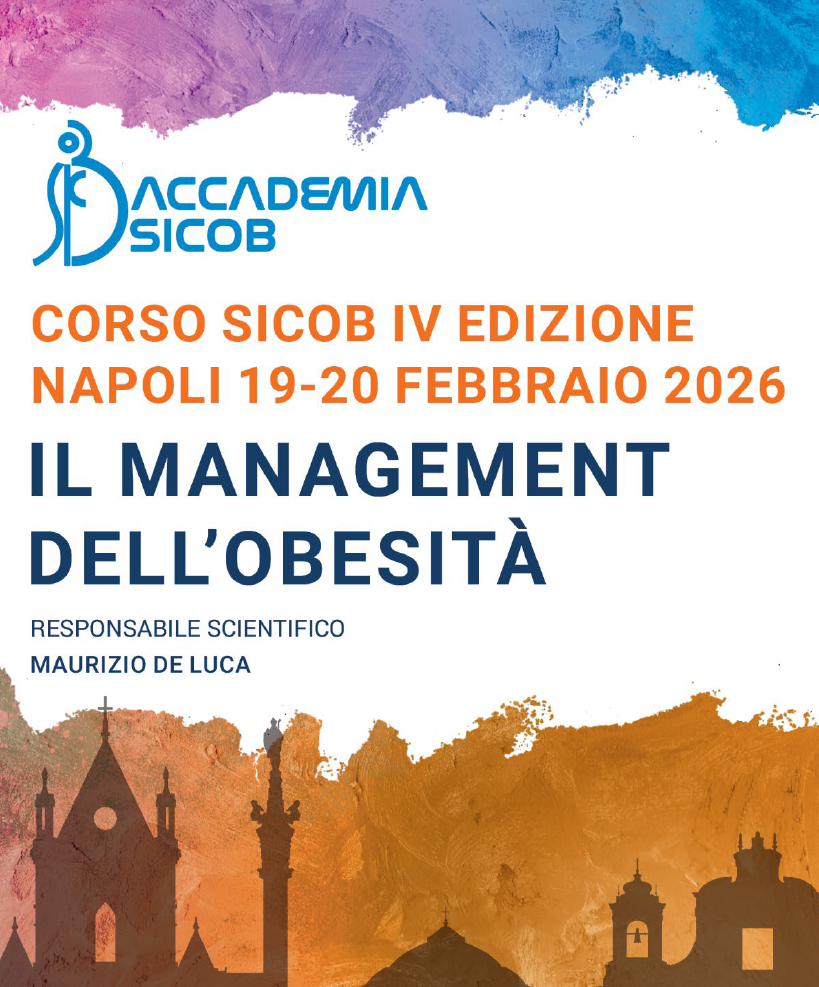 ACCADEMIA
SICOB
CORSO SICOB IV EDIZIONE
NAPOLI 19-20 FEBBRAIO 2026
IL MANAGEMENT
DELL’OBESITÀ
RESPONSABILE SCIENTIFICO
MAURIZIO DE LUCA